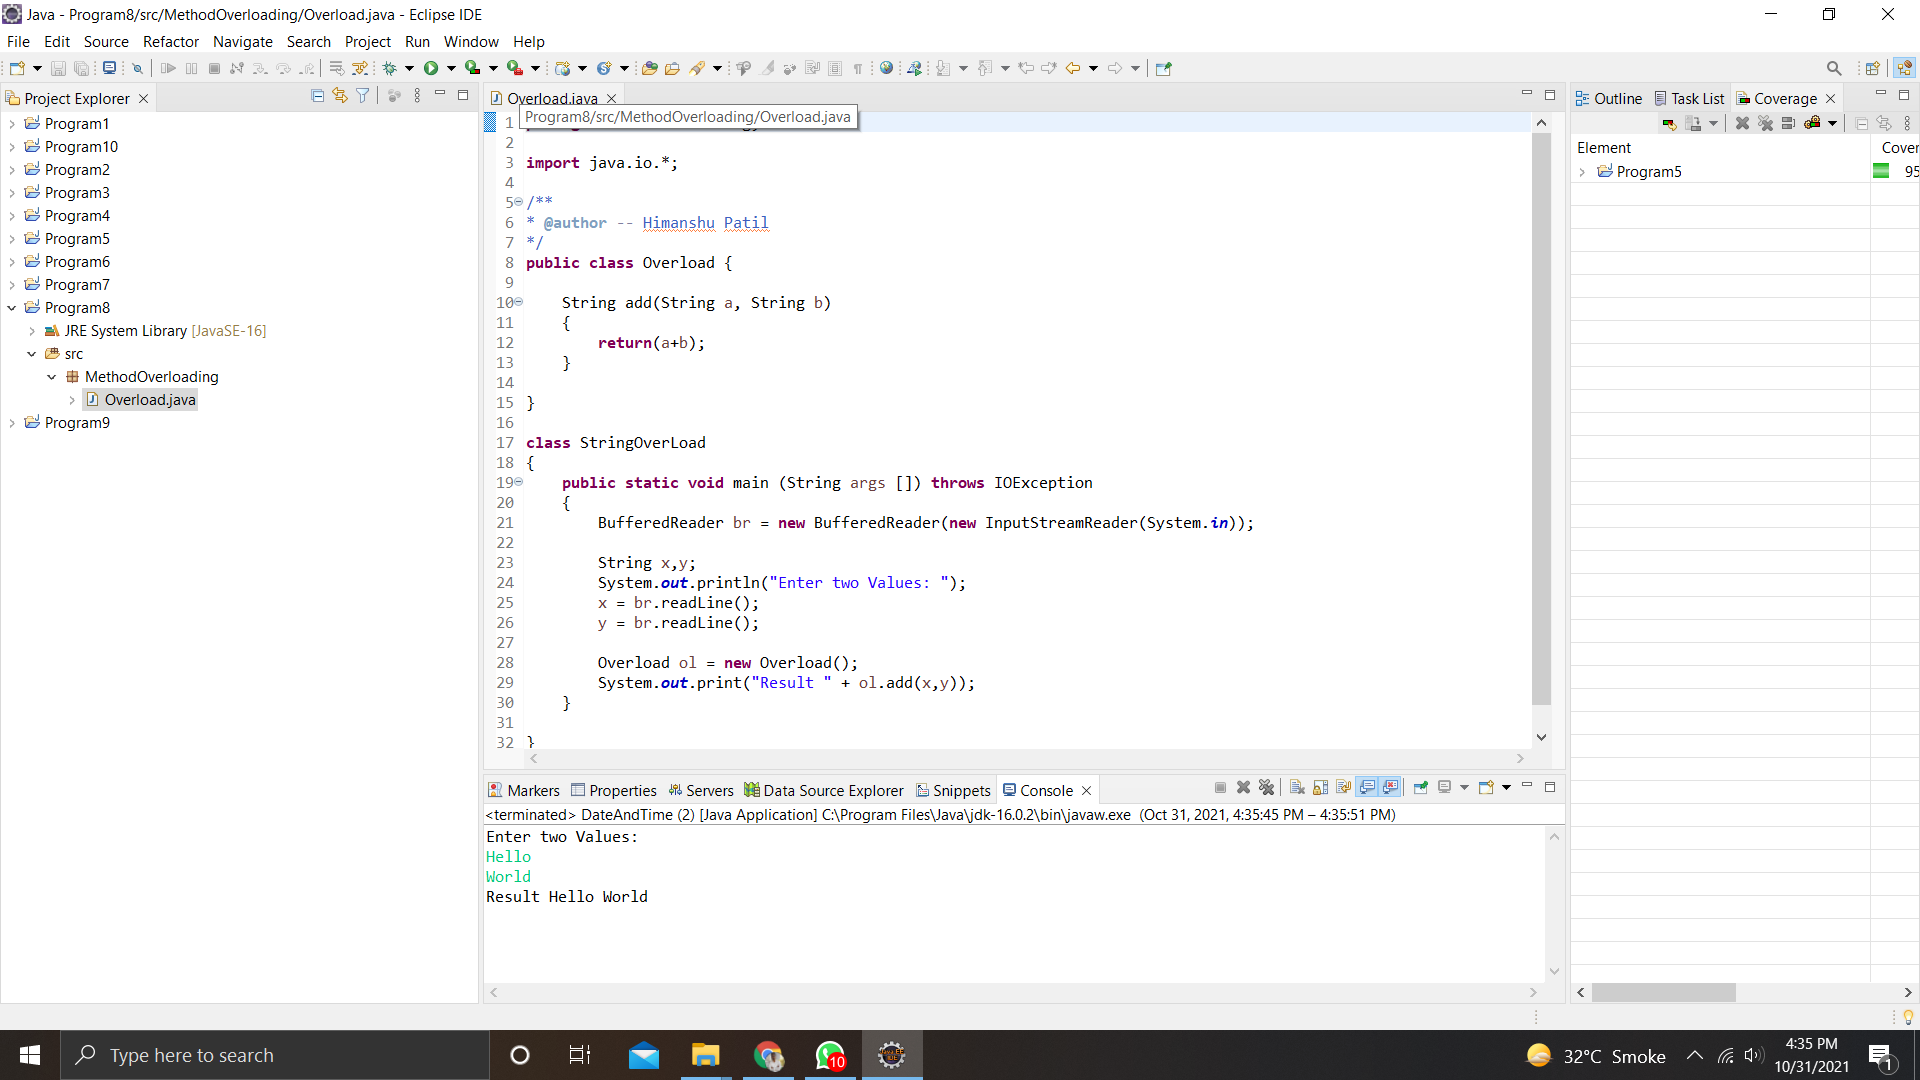 Java - Program8/src/MethodOverloading/Overload.java - Eclipse IDE
File Edit Source Refactor Navigate Search Project Run Window Help
Project Explorer
Program1
Program10
Program2
Program3
Program4
Program5
Program6
Program7
Program8
JRE System Library [JavaSE-16]
src
MethodOverloading
Overload.java
Program9
Overload.java
Program8/src/MethodOverloading/Overload.java
1
2
3 import java.io.*;
4
5 /**
6 * @author -- Himanshu Patil
7 */
8 public class Overload {
9
10 String add(String a, String b)
11 {
12 return(a+b);
13 }
14
15 }
16
17 class StringOverLoad
18 {
19 public static void main (String args []) throws IOException
20 {
21 BufferedReader br = new BufferedReader(new InputStreamReader(System.in));
22
23 String x,y;
24 System.out.println("Enter two Values: ");
25 x = br.readLine();
26 y = br.readLine();
27
28 Overload ol = new Overload();
29 System.out.print("Result " + ol.add(x,y));
30 }
31
32 }
Outline Task List Coverage
Element Cover
Program5 95
Markers Properties Servers Data Source Explorer Snippets Console
<terminated> DateAndTime (2) [Java Application] C:\Program Files\Java\jdk-16.0.2\bin\javaw.exe (Oct 31, 2021, 4:35:45 PM – 4:35:51 PM)
Enter two Values:
Hello
World
Result Hello World
Type here to search
10
32°C Smoke
4:35 PM
10/31/2021
1